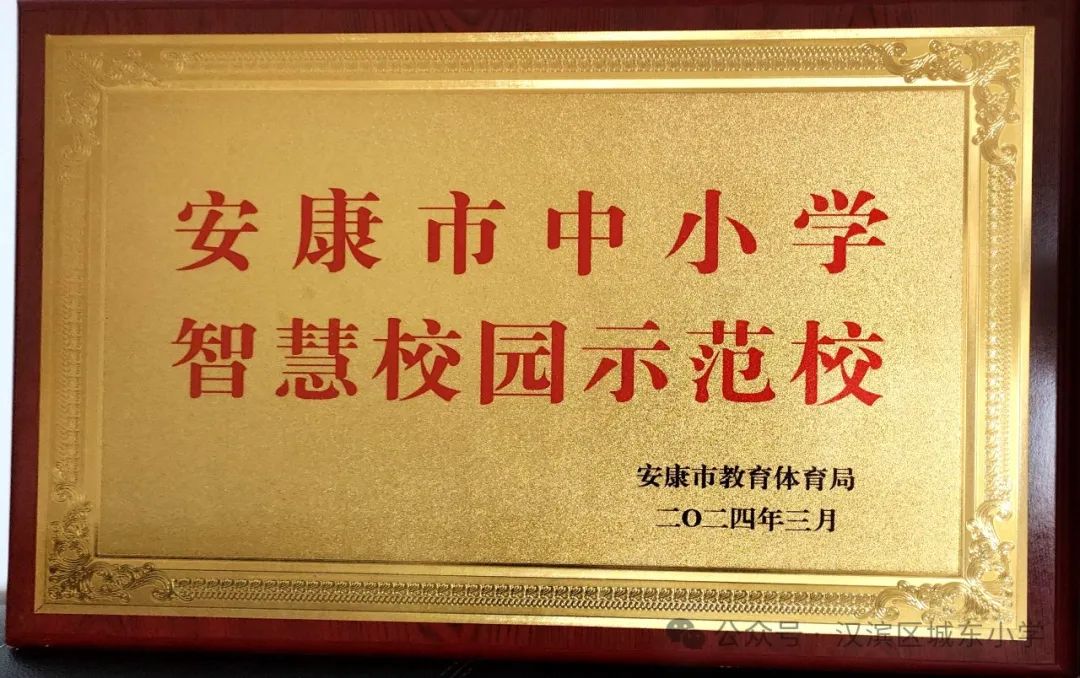 安康市中小学
智慧校园示范校
安康市教育体育局
二O二四年三月
公众号·汉滨区城东小学